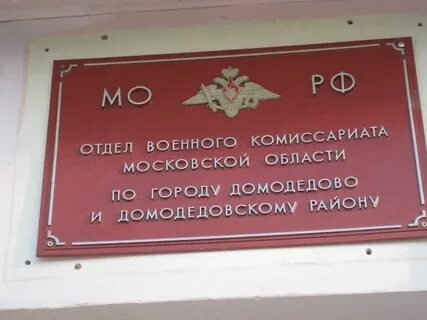 МО РФ
ОТДЕЛ ВОЕННОГО КОМИССАРИАТА
МОСКОВСКОЙ ОБЛАСТИ
ПО ГОРОДУ ДОМОДЕДОВО
И ДОМОДЕДОВСКОМУ РАЙОНУ